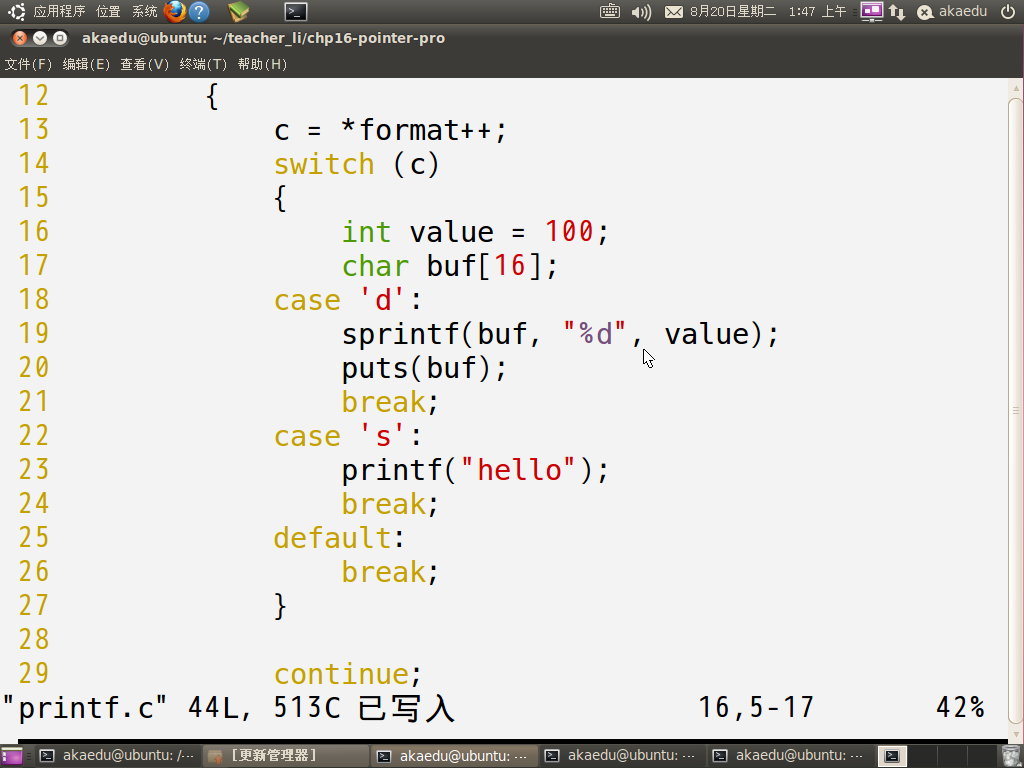 应用程序 位置 系统 8月20日星期二 1:47 上午 akaedu
akaedu@ubuntu: ~/teacher_li/chp16-pointer-pro
文件(F) 编辑(E) 查看(V) 终端(T) 帮助(H)
12 {
13 c = *format++;
14 switch (c)
15 {
16 int value = 100;
17 char buf[16];
18 case 'd':
19 sprintf(buf, "%d", value);
20 puts(buf);
21 break;
22 case 's':
23 printf("hello");
24 break;
25 default:
26 break;
27 }
28
29 continue;
"printf.c" 44L, 513C 已写入 16,5-17 42%
akaedu@ubuntu: /··· [更新管理器] akaedu@ubuntu: ··· akaedu@ubuntu: ··· akaedu@ubuntu: ···